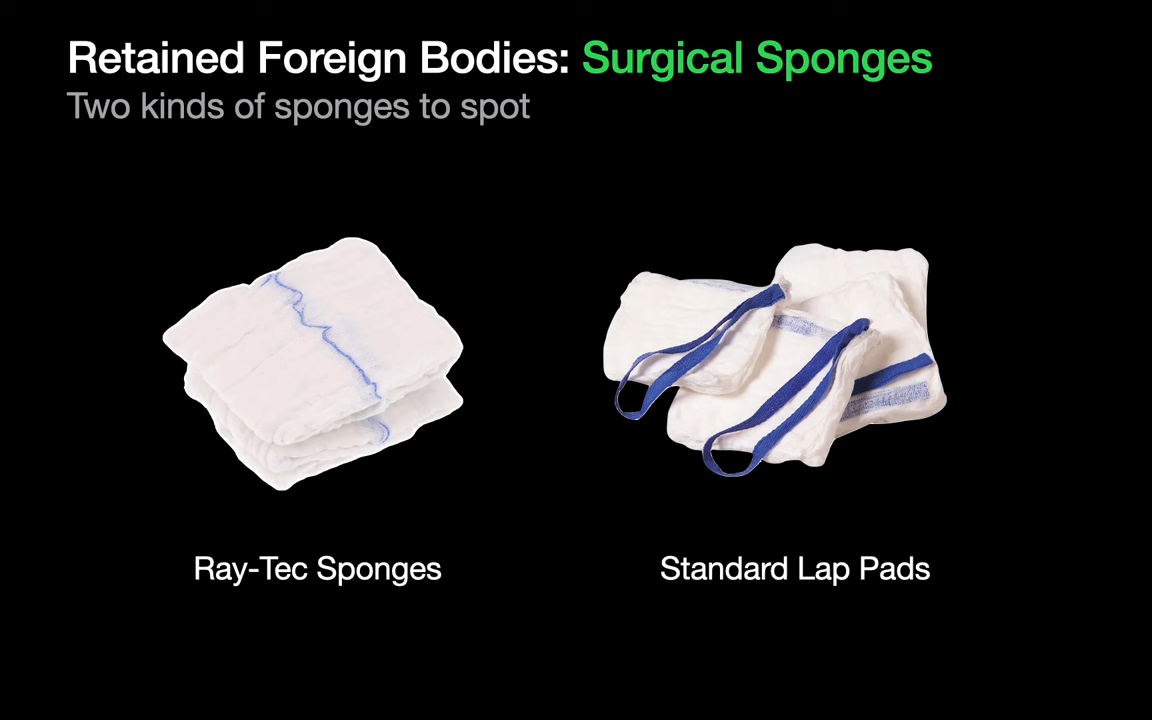 Retained Foreign Bodies: Surgical Sponges
Two kinds of sponges to spot
Ray-Tec Sponges
Standard Lap Pads